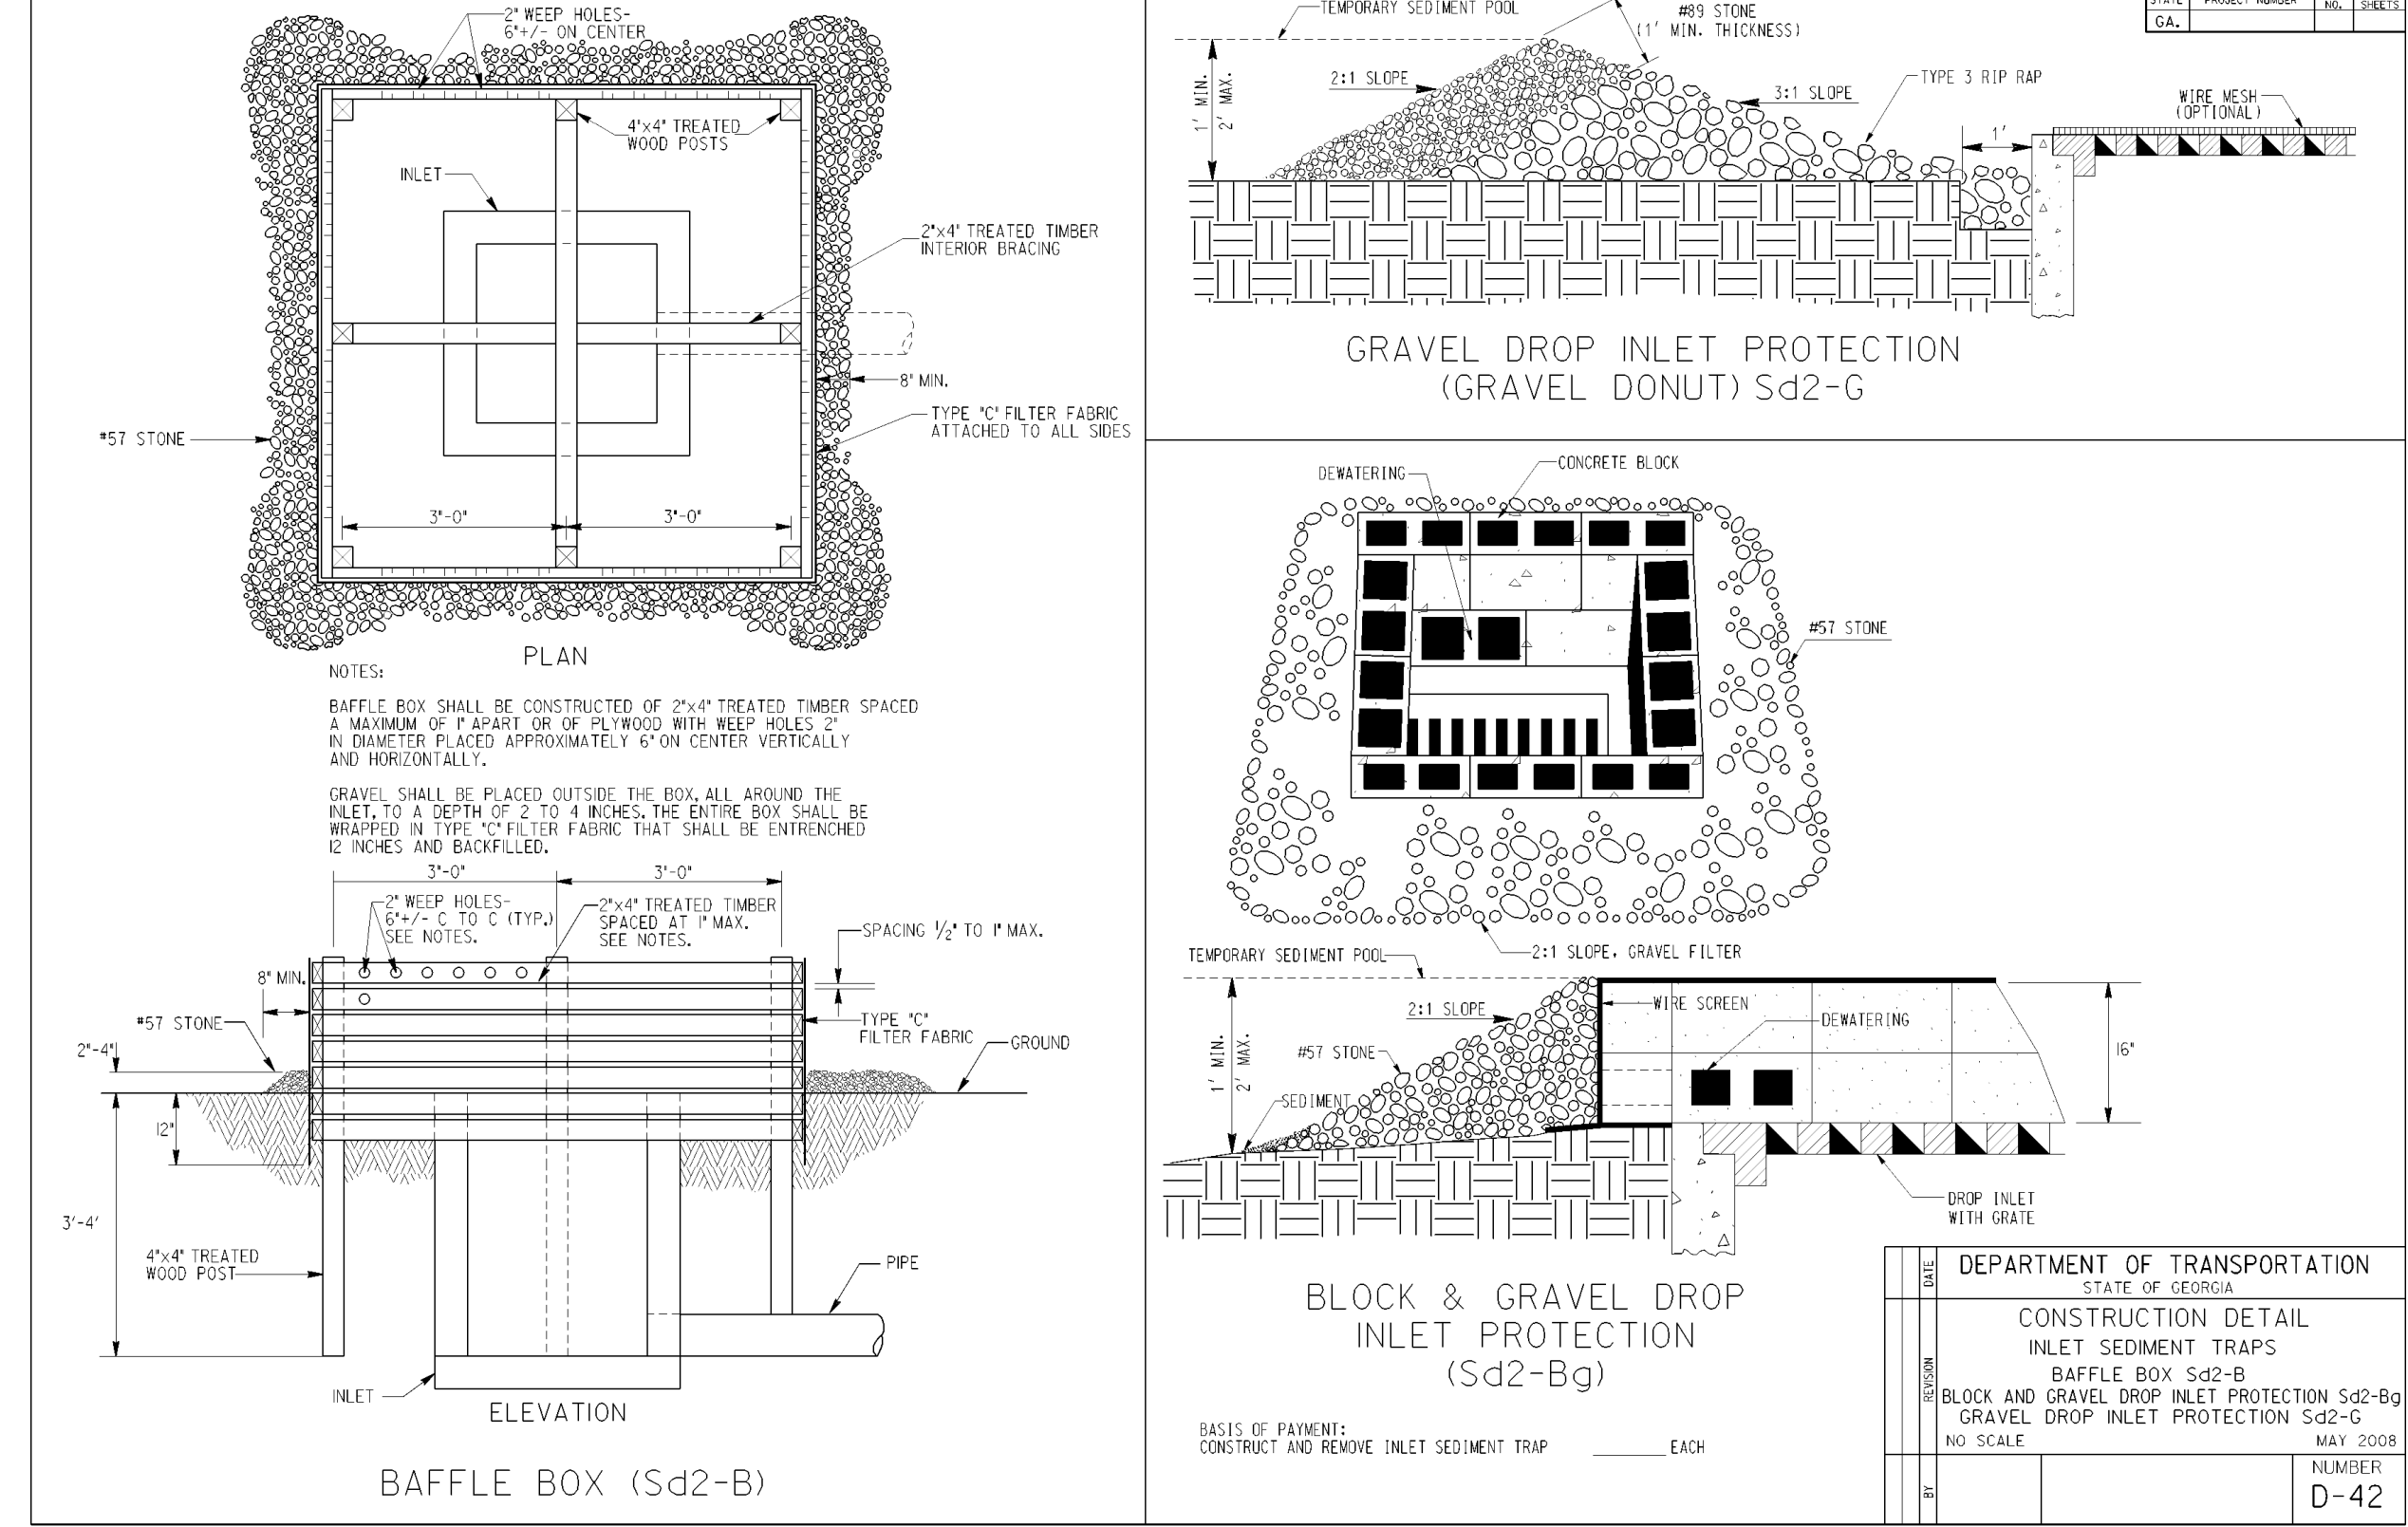 2" WEEP HOLES-
6"+/- ON CENTER
4'x4" TREATED
WOOD POSTS
INLET
2"x4" TREATED TIMBER
INTERIOR BRACING
8" MIN.
TYPE "C" FILTER FABRIC
ATTACHED TO ALL SIDES
#57 STONE
3"-0"
3"-0"
PLAN
NOTES:
BAFFLE BOX SHALL BE CONSTRUCTED OF 2"x4" TREATED TIMBER SPACED
A MAXIMUM OF 1" APART OR OF PLYWOOD WITH WEEP HOLES 2"
IN DIAMETER PLACED APPROXIMATELY 6" ON CENTER VERTICALLY
AND HORIZONTALLY.
GRAVEL SHALL BE PLACED OUTSIDE THE BOX, ALL AROUND THE
INLET, TO A DEPTH OF 2 TO 4 INCHES. THE ENTIRE BOX SHALL BE
WRAPPED IN TYPE "C" FILTER FABRIC THAT SHALL BE ENTRENCHED
12 INCHES AND BACKFILLED.
3"-0"
3"-0"
2" WEEP HOLES-
6"+/- C TO C (TYP.)
SEE NOTES.
2"x4" TREATED TIMBER
SPACED AT 1" MAX.
SEE NOTES.
SPACING 1/2" TO 1" MAX.
8" MIN.
#57 STONE
TYPE "C"
FILTER FABRIC
GROUND
2"-4"
12"
3'-4'
4"x4" TREATED
WOOD POST
PIPE
INLET
ELEVATION
BAFFLE BOX (Sd2-B)
TEMPORARY SEDIMENT POOL
#89 STONE
(1' MIN. THICKNESS)
1' MIN.
2' MAX.
2:1 SLOPE
3:1 SLOPE
TYPE 3 RIP RAP
WIRE MESH
(OPTIONAL)
1'
GRAVEL DROP INLET PROTECTION
(GRAVEL DONUT) Sd2-G
DEWATERING
CONCRETE BLOCK
#57 STONE
2:1 SLOPE, GRAVEL FILTER
TEMPORARY SEDIMENT POOL
2:1 SLOPE
WIRE SCREEN
DEWATERING
#57 STONE
1' MIN.
2' MAX.
16"
SEDIMENT
DROP INLET
WITH GRATE
BLOCK & GRAVEL DROP
INLET PROTECTION
(Sd2-Bg)
BASIS OF PAYMENT:
CONSTRUCT AND REMOVE INLET SEDIMENT TRAP ________ EACH
STATE PROJECT NUMBER NO. SHEETS
GA.
DATE
REVISION
BY
DEPARTMENT OF TRANSPORTATION
STATE OF GEORGIA
CONSTRUCTION DETAIL
INLET SEDIMENT TRAPS
BAFFLE BOX Sd2-B
BLOCK AND GRAVEL DROP INLET PROTECTION Sd2-Bg
GRAVEL DROP INLET PROTECTION Sd2-G
NO SCALE MAY 2008
NUMBER
D-42